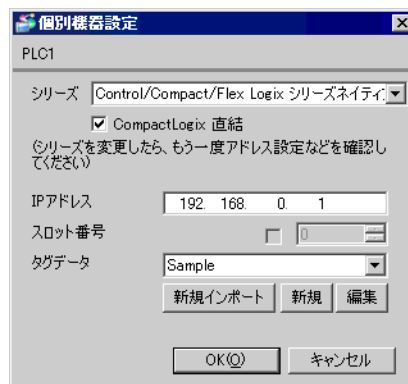 個別機器設定
PLC1
シリーズ Control/Compact/Flex Logix シリーズネイティ
CompactLogix 直結
(シリーズを変更したら、もう一度アドレス設定などを確認し
てください)
IPアドレス 192. 168. 0. 1
スロット番号 0
タグデータ Sample
新規インポート 新規 編集
OK(O) キャンセル